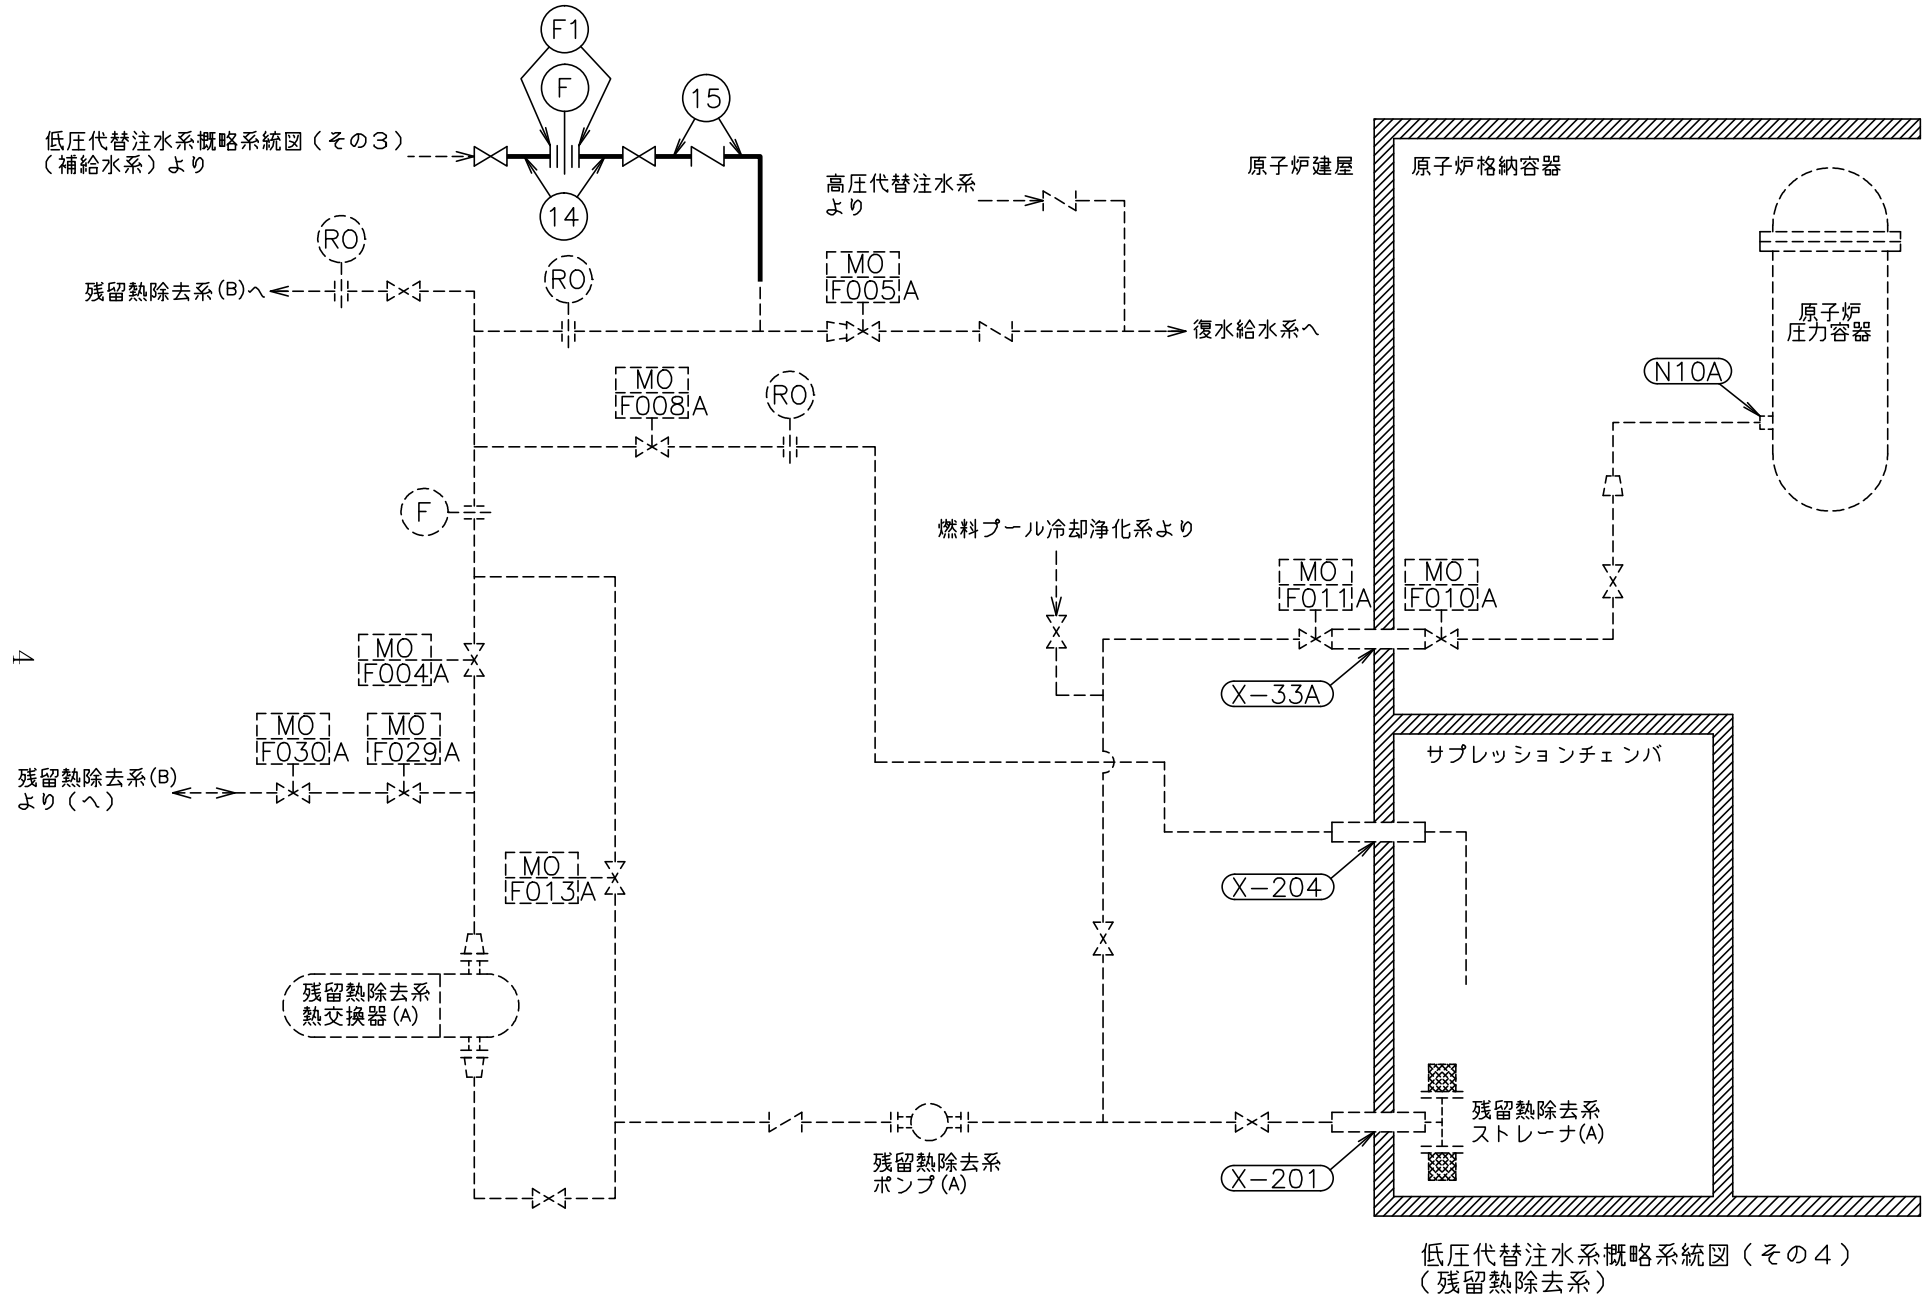 F1
F
15
低圧代替注水系概略系統図（その３）
（補給水系）より
14
原子炉建屋
原子炉格納容器
高圧代替注水系
より
RO
残留熱除去系(B)へ
RO
MO
F005A
復水給水系へ
原子炉
圧力容器
MO
F008A
RO
N10A
F
燃料プール冷却浄化系より
MO
F011A
MO
F010A
4
MO
F004A
X-33A
MO
F030A
MO
F029A
サプレッションチェンバ
残留熱除去系(B)
より（へ）
MO
F013A
X-204
残留熱除去系
熱交換器(A)
残留熱除去系
ストレーナ(A)
残留熱除去系
ポンプ(A)
X-201
低圧代替注水系概略系統図（その４）
（残留熱除去系）